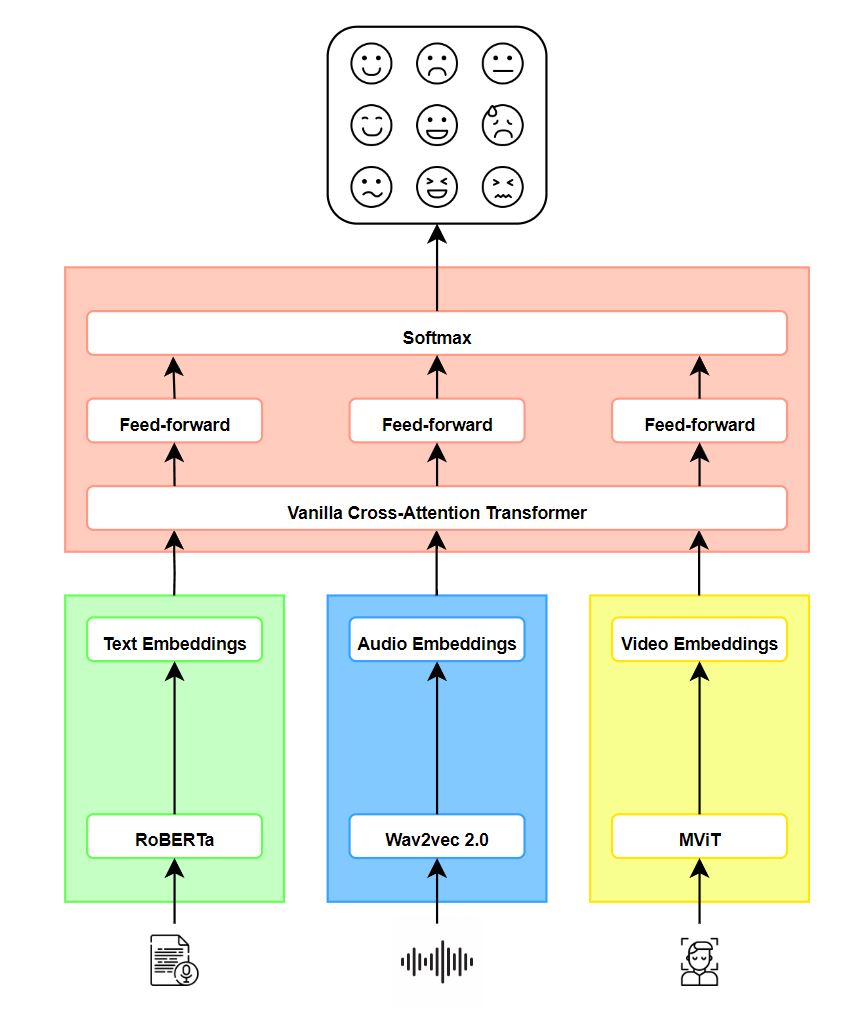 Softmax
Feed-forward
Feed-forward
Feed-forward
Vanilla Cross-Attention Transformer
Text Embeddings
Audio Embeddings
Video Embeddings
RoBERTa
Wav2vec 2.0
MViT